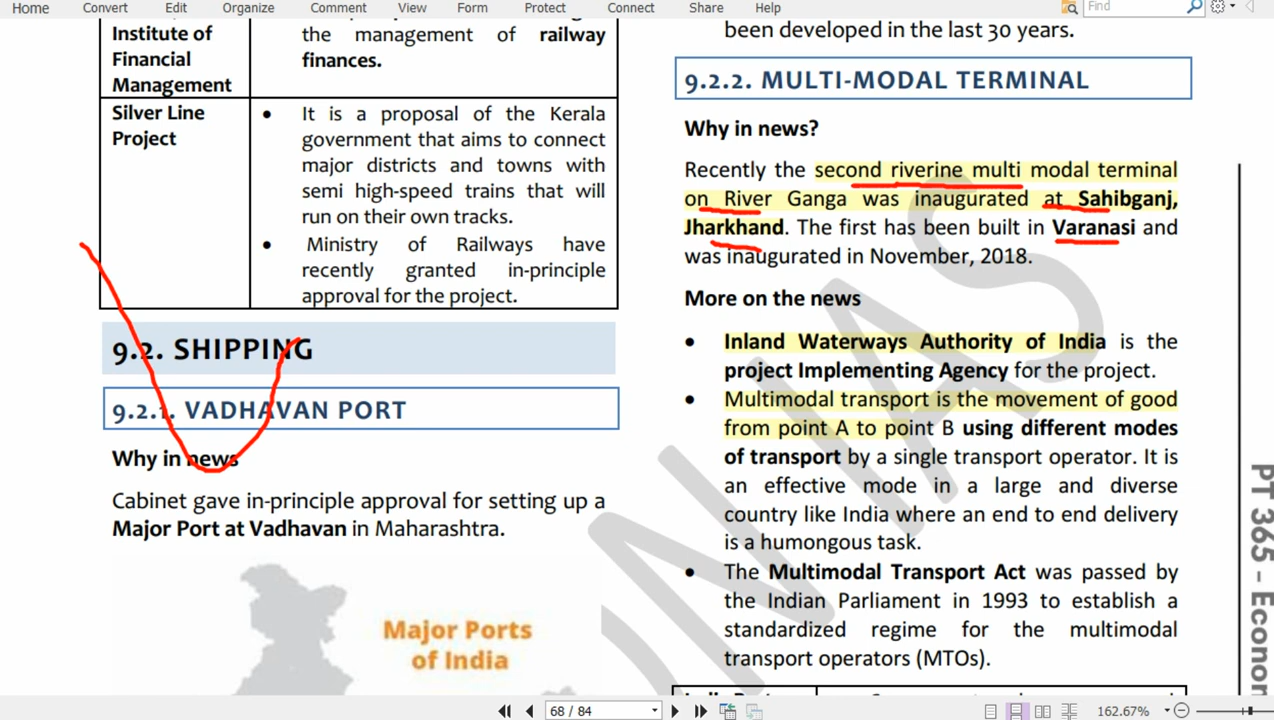 Home Convert Edit Organize Comment View Form Protect Connect Share Help Find
Institute of
Financial
Management
the management of railway
finances.
Silver Line
Project
• It is a proposal of the Kerala
government that aims to connect
major districts and towns with
semi high-speed trains that will
run on their own tracks.
• Ministry of Railways have
recently granted in-principle
approval for the project.
9.2. SHIPPING
9.2.1. VADHAVAN PORT
Why in news
Cabinet gave in-principle approval for setting up a
Major Port at Vadhavan in Maharashtra.
Major Ports
of India
been developed in the last 30 years.
9.2.2. MULTI-MODAL TERMINAL
Why in news?
Recently the second riverine multi modal terminal
on River Ganga was inaugurated at Sahibganj,
Jharkhand. The first has been built in Varanasi and
was inaugurated in November, 2018.
More on the news
• Inland Waterways Authority of India is the
project Implementing Agency for the project.
• Multimodal transport is the movement of good
from point A to point B using different modes
of transport by a single transport operator. It is
an effective mode in a large and diverse
country like India where an end to end delivery
is a humongous task.
• The Multimodal Transport Act was passed by
the Indian Parliament in 1993 to establish a
standardized regime for the multimodal
transport operators (MTOs).
PT 365 - Econom
68 / 84
162.67%